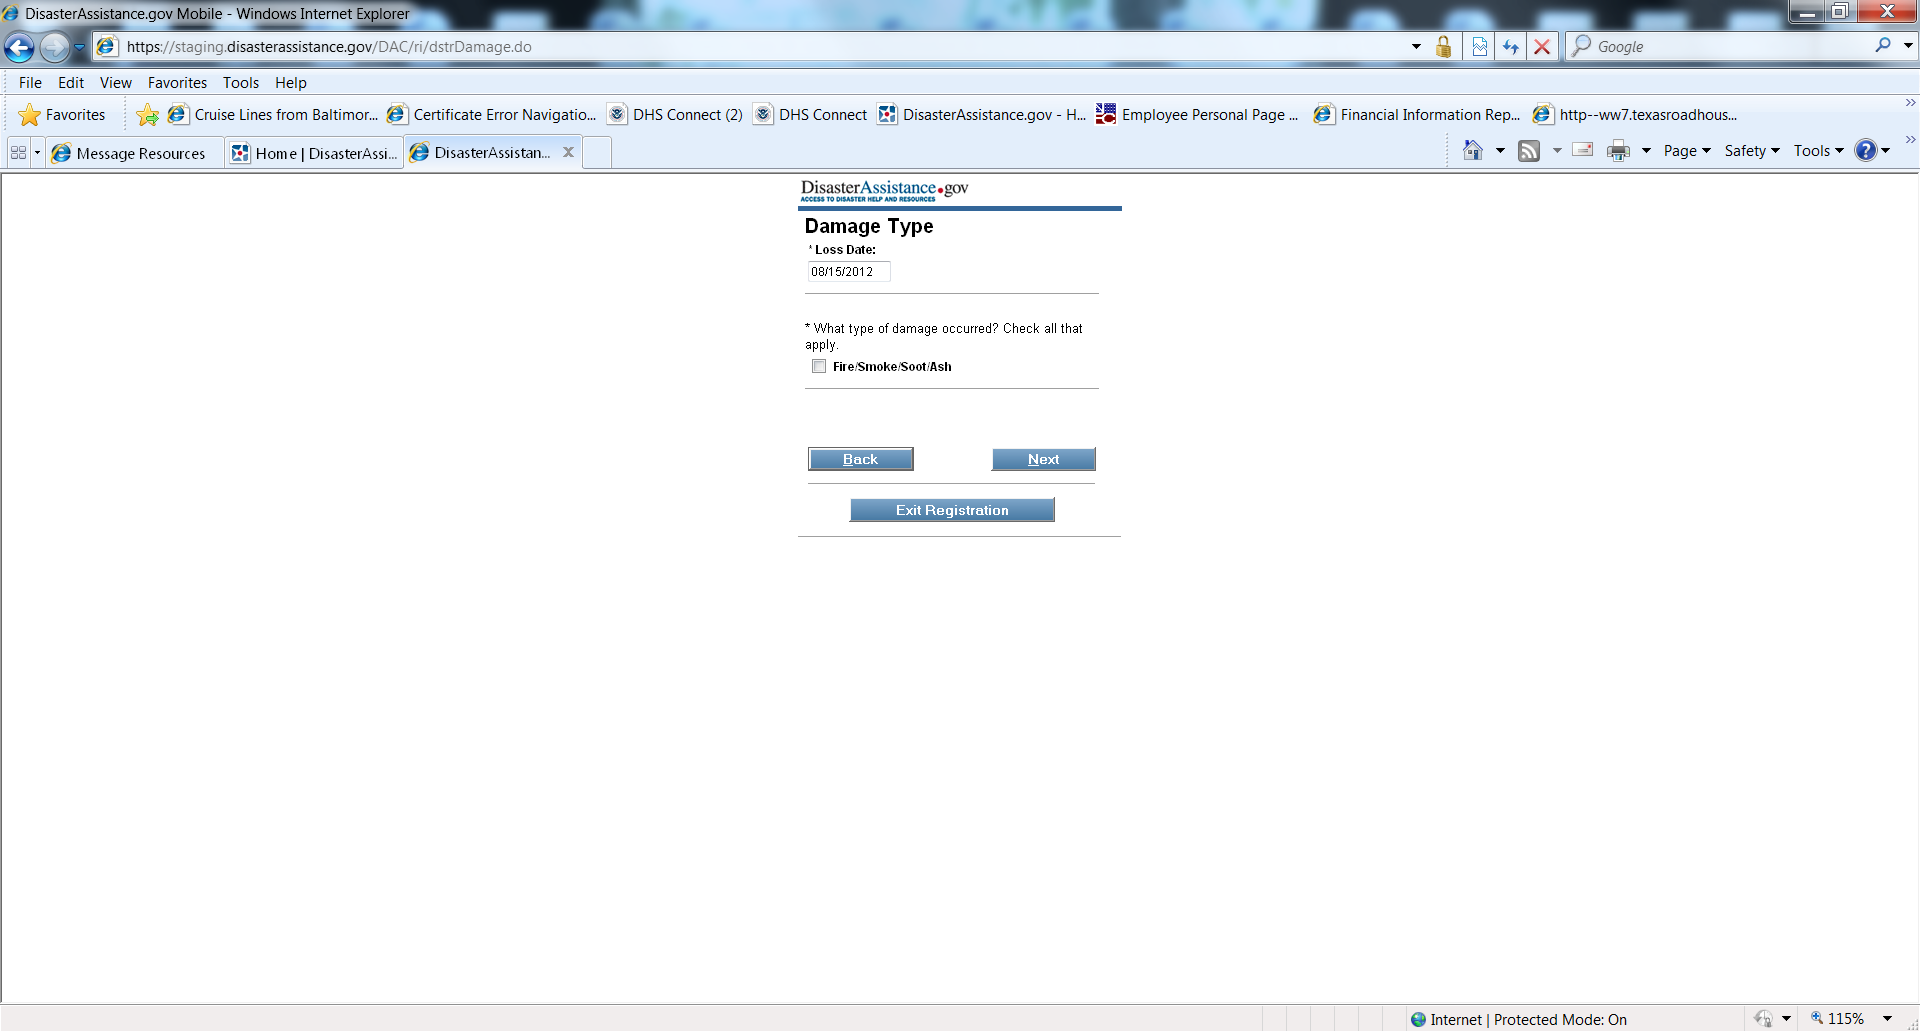 DisasterAssistance.gov Mobile - Windows Internet Explorer
https://staging.disasterassistance.gov/DAC/ri/dstrDamage.do
Google
File Edit View Favorites Tools Help
Favorites Cruise Lines from Baltimor... Certificate Error Navigatio... DHS Connect (2) DHS Connect DisasterAssistance.gov - H... Employee Personal Page ... Financial Information Rep... http--ww7.texasroadhous...
Message Resources Home | DisasterAssi... DisasterAssistan... Page Safety Tools
DisasterAssistance.gov
ACCESS TO DISASTER HELP AND RESOURCES
Damage Type
* Loss Date:
08/15/2012
* What type of damage occurred? Check all that
apply.
Fire/Smoke/Soot/Ash
Back Next
Exit Registration
Internet | Protected Mode: On 115%